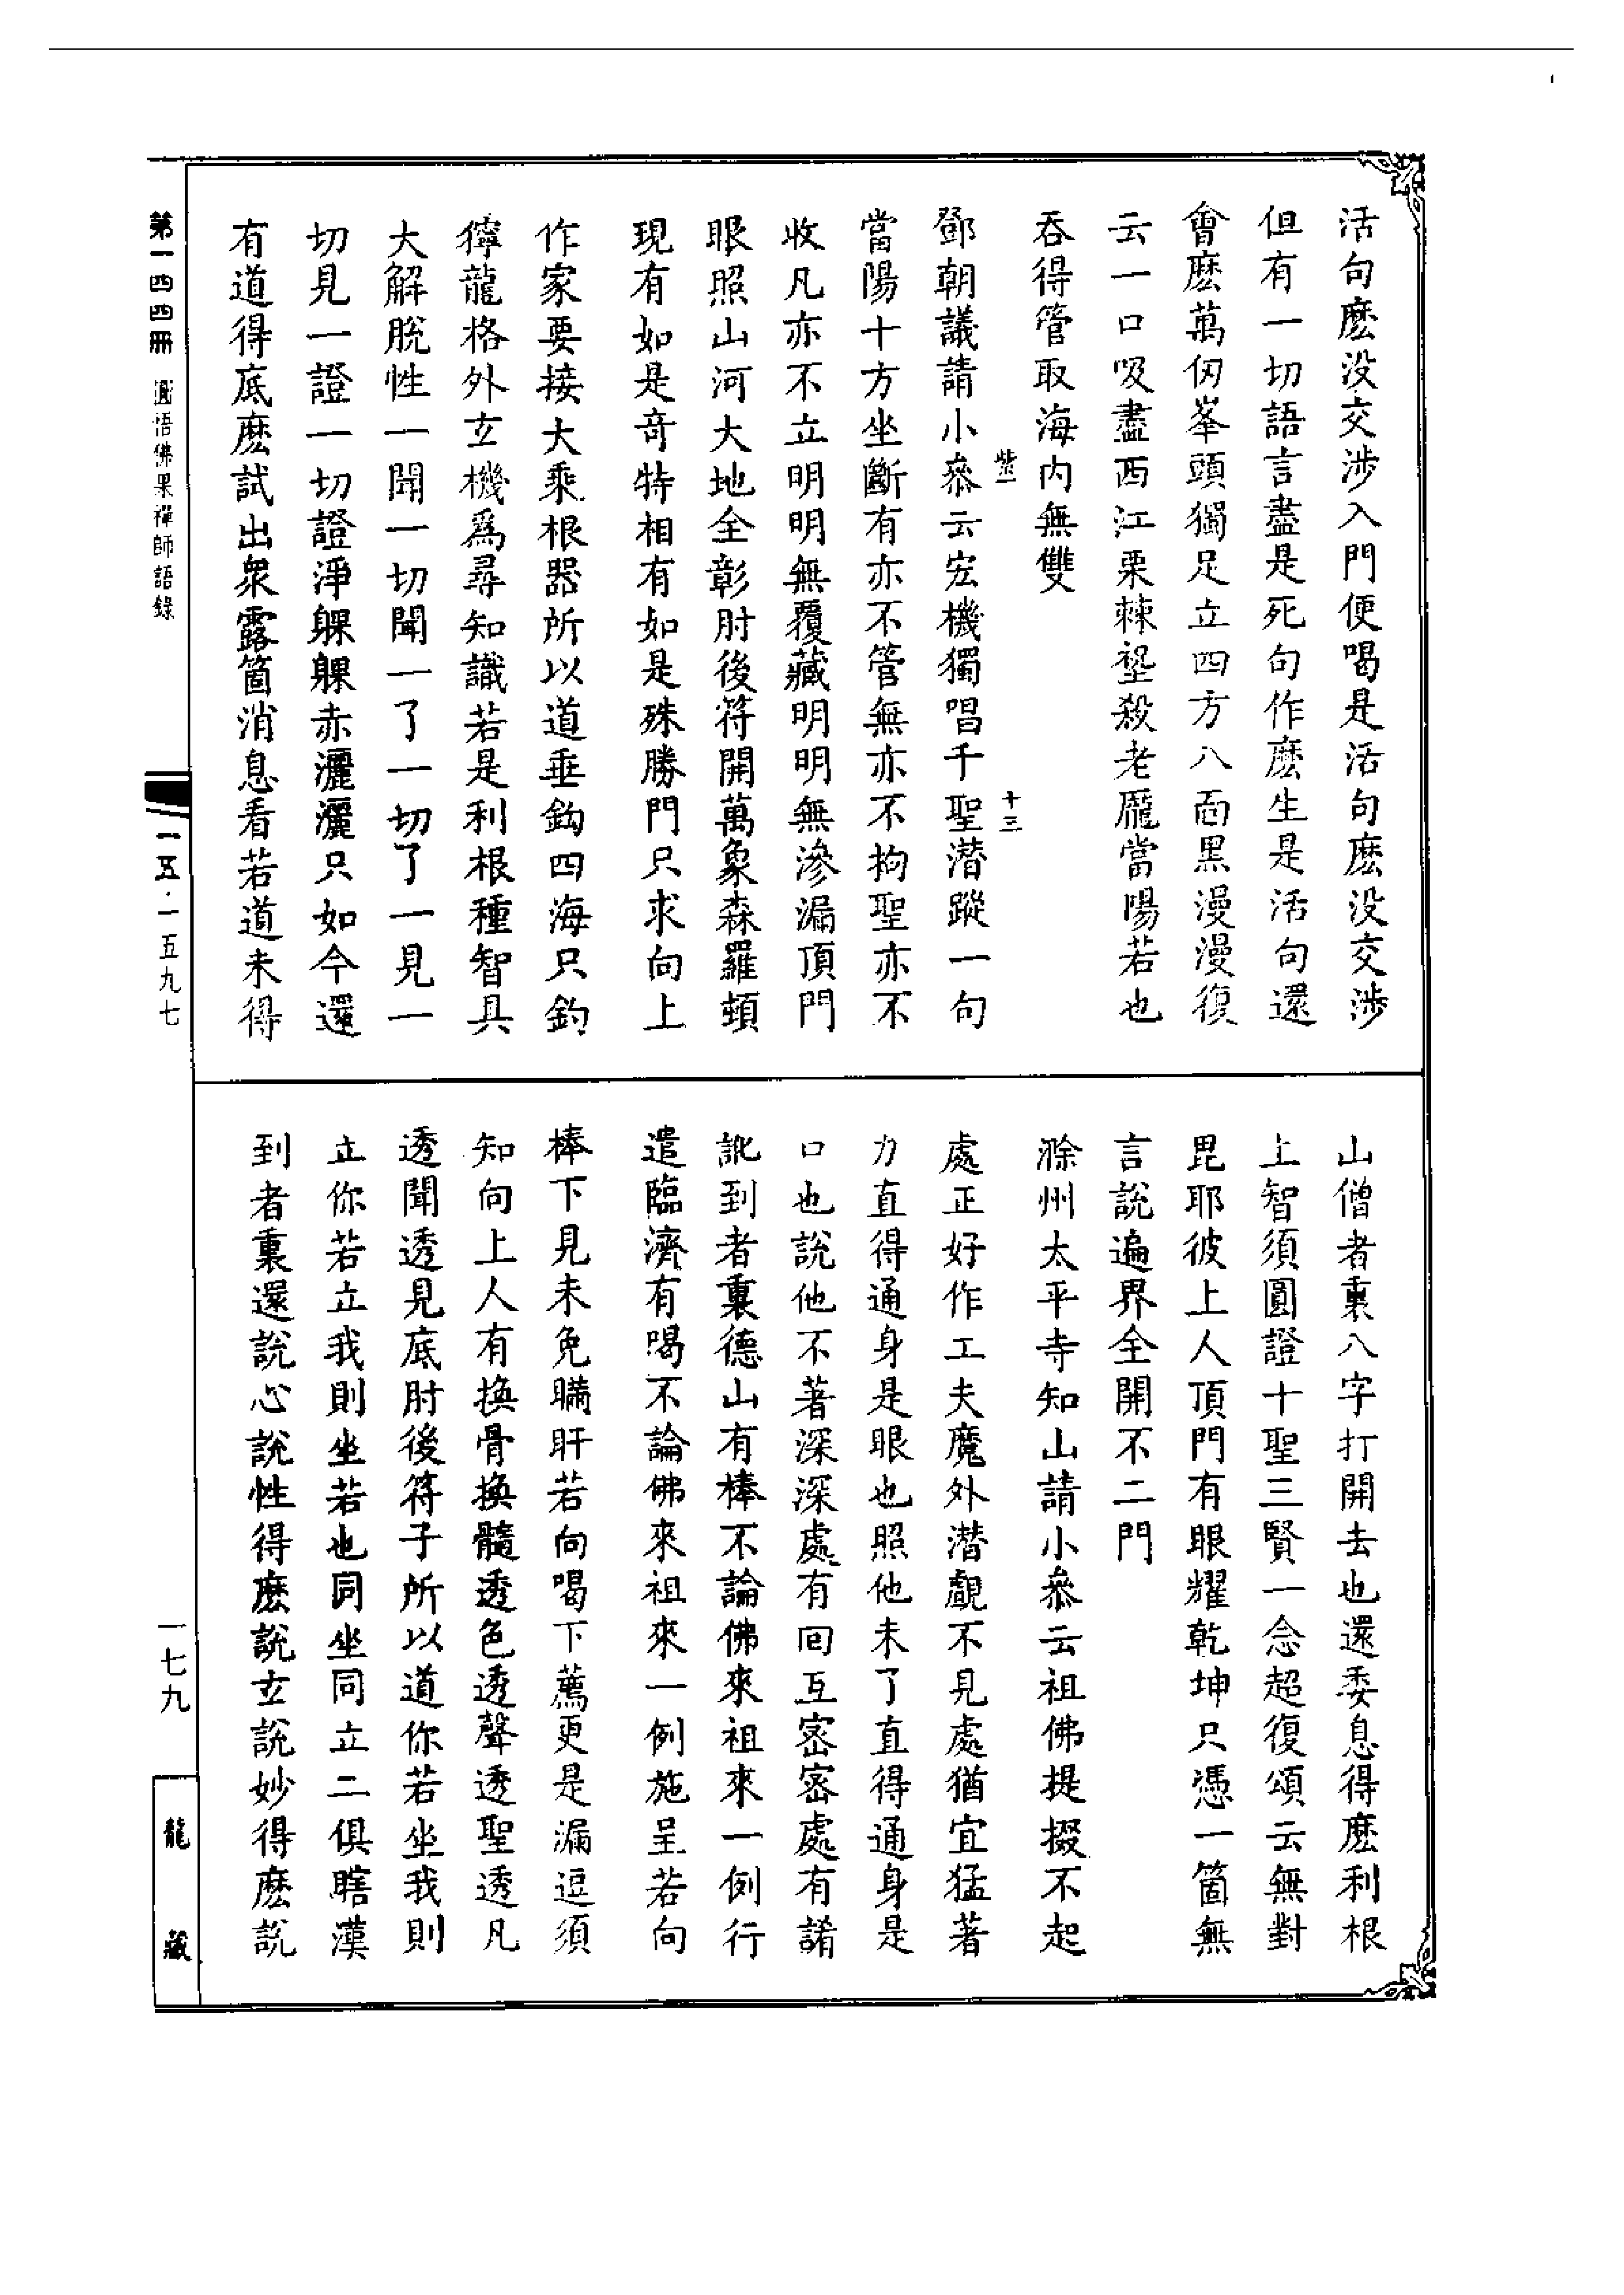 活句麽没交涉入門便喝是活句麽没交涉
但有一切語言盡是死句作麽生是活句還
會麽萬仞峯頭獨足立四方八面黑漫漫復
云一口吸盡西江栗棘㘨殺老龎當陽若也
吞得管取海内無雙
紫二
十三
鄧朝議請小叅云宏機獨唱千聖潛蹤一句
當陽十方坐斷有亦不管無亦不拘聖亦不
收凡亦不立明明無覆藏明明無滲漏頂門
眼照山河大地全彰肘後符開萬象森羅頓
現有如是奇特相有如是殊勝門只求向上
作家要接大乘根器所以道垂鈎四海只釣
獰龍格外玄機爲尋知識若是利根種智具
大解脫性一聞一切聞一了一切了一見一
切見一證一切證淨躶躶赤灑灑只如今還
有道得底麽試出衆露箇消息看若道未得
山僧者裏八字打開去也還委息得麽利根
上智須圓證十聖三賢一念超復頌云無對
毘耶彼上人頂門有眼耀乾坤只憑一箇無
言說遍界全開不二門
滁州太平寺知山請小叅云祖佛提掇不起
處正好作工夫魔外潛覷不見處猶宜猛著
力直得通身是眼也照他未了直得通身是
口也說他不著深深處有回互密密處有誵
訛到者裏德山有棒不論佛來祖來一例行
遣臨濟有喝不論佛來祖來一例施呈若向
棒下見未免瞞盰若向喝下薦更是漏逗須
知向上人有換骨換髓透色透聲透聖透凡
透聞透見底肘後符子所以道你若坐我則
立你若立我則坐若也同坐同立二俱瞎漢
到者裏還說心說性得麽說玄說妙得麽說
第一四四冊 圓悟佛果禪師語錄
一五·一五九七
一七九
龍藏